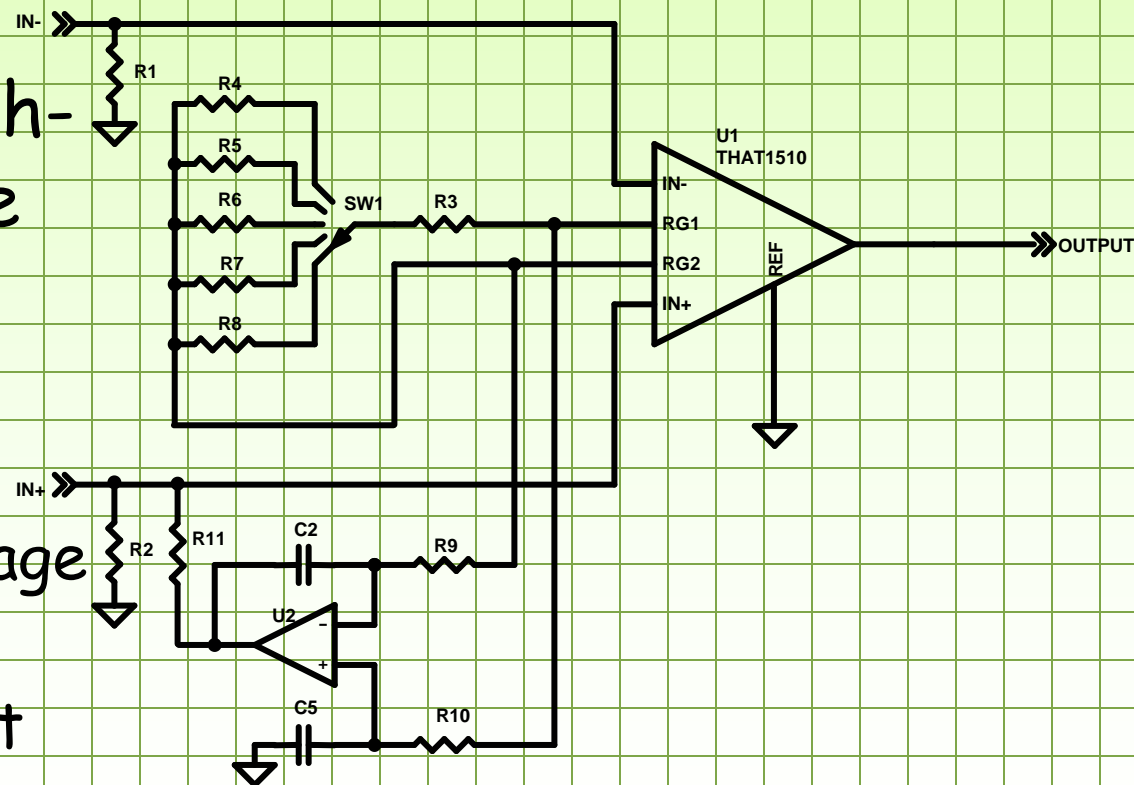 IN-
R1
h-
R4
U1
THAT1510
R5
IN-
e
R6
SW1
R3
RG1
REF
OUTPUT
R7
RG2
IN+
R8
IN+
C2
R11
R9
R2
age
U2
-
+
C5
R10
t